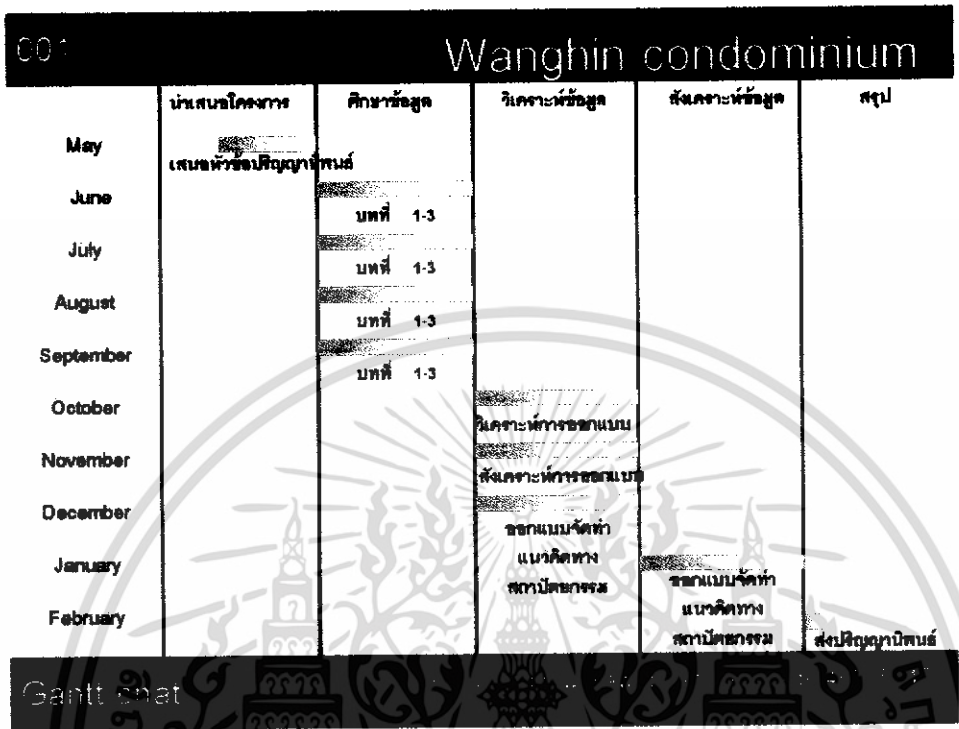 001 Wanghin condominium
นำเสนอโครงการ ศึกษาข้อมูล วิเคราะห์ข้อมูล สังเคราะห์ข้อมูล สรุป
May
เสนอหัวข้อปริญญานิพนธ์
June
บทที่ 1-3
July
บทที่ 1-3
August
บทที่ 1-3
September
บทที่ 1-3
October
วิเคราะห์การออกแบบ
November
สังเคราะห์การออกแบบ
December
ออกแบบจัดทำ
แนวคิดทาง
สถาปัตยกรรม
January
ออกแบบจัดทำ
แนวคิดทาง
สถาปัตยกรรม
February
ส่งปริญญานิพนธ์
Gantt chat